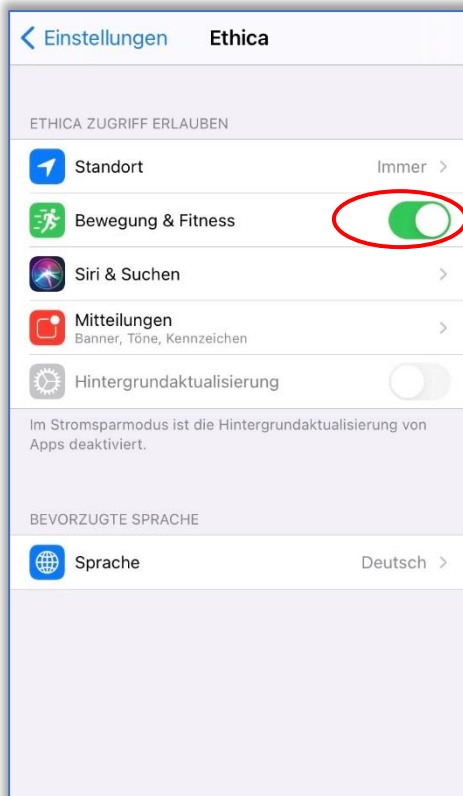 Einstellungen Ethica
ETHICA ZUGRIFF ERLAUBEN
Standort Immer
Bewegung & Fitness
Siri & Suchen
Mitteilungen
Banner, Töne, Kennzeichen
Hintergrundaktualisierung
Im Stromsparmodus ist die Hintergrundaktualisierung von
Apps deaktiviert.
BEVORZUGTE SPRACHE
Sprache Deutsch